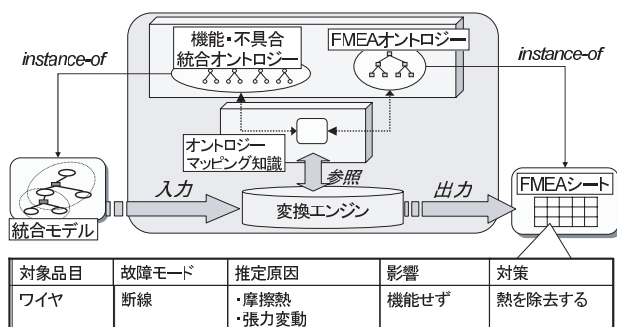 機能・不具合
統合オントロジー
FMEAオントロジー
instance-of
instance-of
オントロジー
マッピング知識
参照
入力
変換エンジン
出力
統合モデル
FMEAシート
対象品目 故障モード 推定原因 影響 対策
ワイヤ 断線 ・摩擦熱 機能せず 熱を除去する
・張力変動